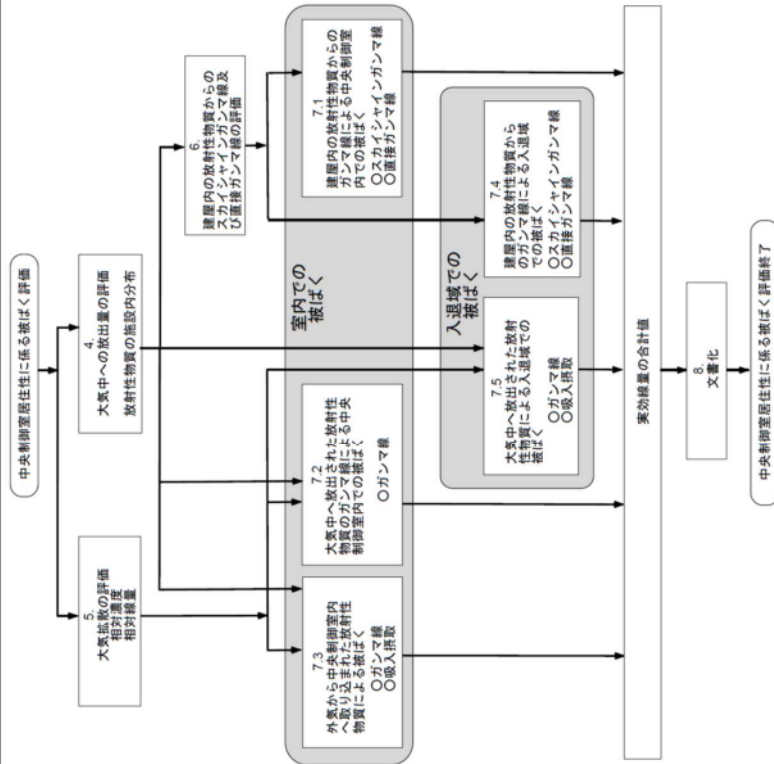 中央制御室居住性に係る被ばく評価
5.
大気拡散の評価
相対濃度
相対線量
4.
大気中への放出量の評価
放射性物質の施設内分布
6.
建屋内の放射性物質からの
スカイシャインガンマ線及
び直接ガンマ線の評価
室内での
被ばく
7.3
外気から中央制御室内
へ取り込まれた放射性
物質による被ばく
○ガンマ線
○吸入摂取
7.2
大気中へ放出された放射性
物質のガンマ線による中央
制御室内での被ばく
○ガンマ線
7.1
建屋内の放射性物質からの
ガンマ線による中央制御室
内での被ばく
○スカイシャインガンマ線
○直接ガンマ線
入退域での
被ばく
7.5
大気中へ放出された放射
性物質による入退域での
被ばく
○ガンマ線
○吸入摂取
7.4
建屋内の放射性物質から
のガンマ線による入退域
での被ばく
○スカイシャインガンマ線
○直接ガンマ線
実効線量の合計値
8.
文書化
中央制御室居住性に係る被ばく評価終了